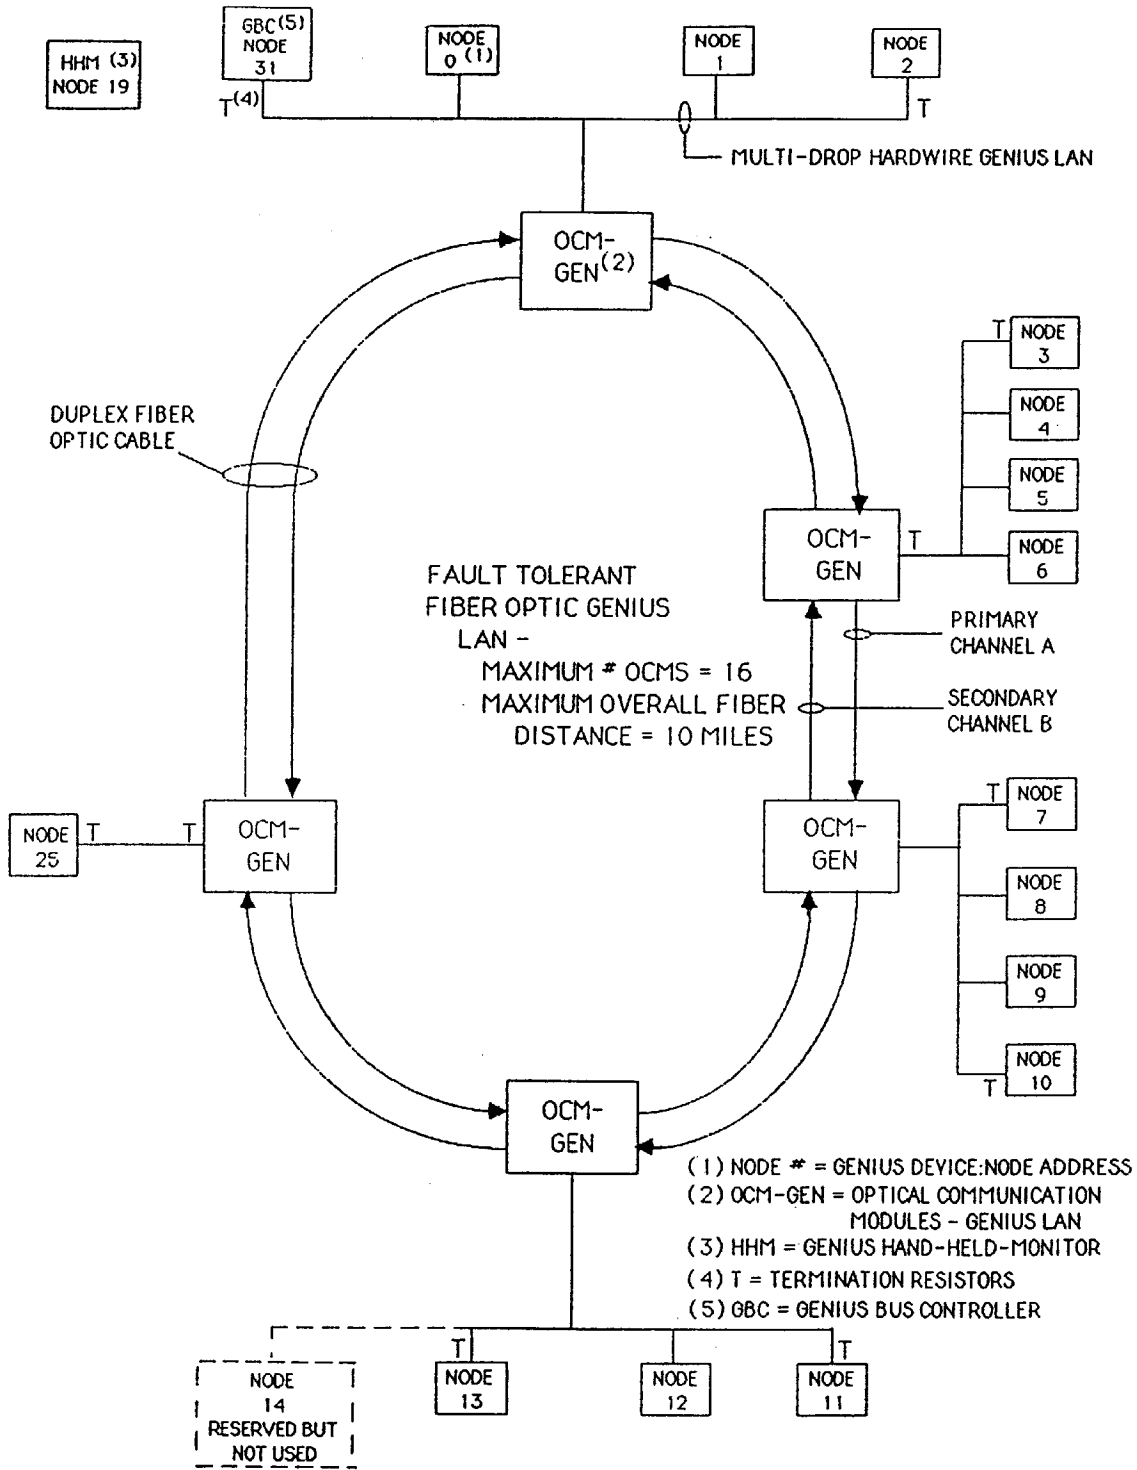 HHM (3)
NODE 19
GBC(5)
NODE
31
NODE
0 (1)
NODE
1
NODE
2
T(4)
T
MULTI-DROP HARDWIRE GENIUS LAN
OCM-
GEN(2)
DUPLEX FIBER
OPTIC CABLE
T
NODE
3
NODE
4
NODE
5
NODE
6
OCM-
GEN
T
FAULT TOLERANT
FIBER OPTIC GENIUS
LAN -
MAXIMUM # OCMS = 16
MAXIMUM OVERALL FIBER
DISTANCE = 10 MILES
PRIMARY
CHANNEL A
SECONDARY
CHANNEL B
NODE
25
T
T
OCM-
GEN
OCM-
GEN
T
NODE
7
NODE
8
NODE
9
NODE
10
T
OCM-
GEN
(1) NODE # = GENIUS DEVICE:NODE ADDRESS
(2) OCM-GEN = OPTICAL COMMUNICATION
MODULES - GENIUS LAN
(3) HHM = GENIUS HAND-HELD-MONITOR
(4) T = TERMINATION RESISTORS
(5) GBC = GENIUS BUS CONTROLLER
NODE
14
RESERVED BUT
NOT USED
T
NODE
13
NODE
12
T
NODE
11